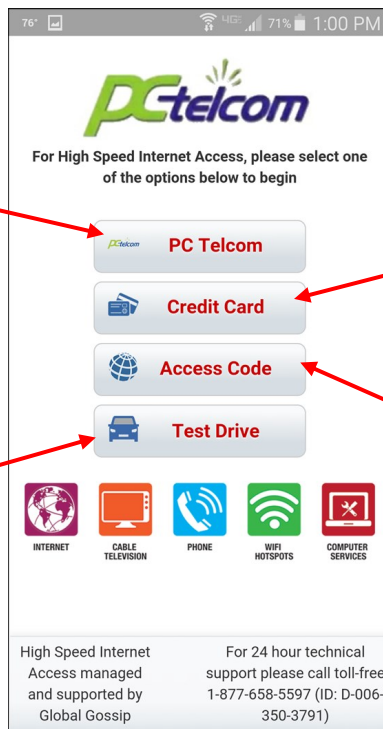 76°
4G
71%
1:00 PM
PCtelcom
For High Speed Internet Access, please select one
of the options below to begin
PCtelcom
PC Telcom
Credit Card
Access Code
Test Drive
INTERNET
CABLE
TELEVISION
PHONE
WIFI
HOTSPOTS
COMPUTER
SERVICES
High Speed Internet
Access managed
and supported by
Global Gossip
For 24 hour technical
support please call toll-free
1-877-658-5597 (ID: D-006-
350-3791)